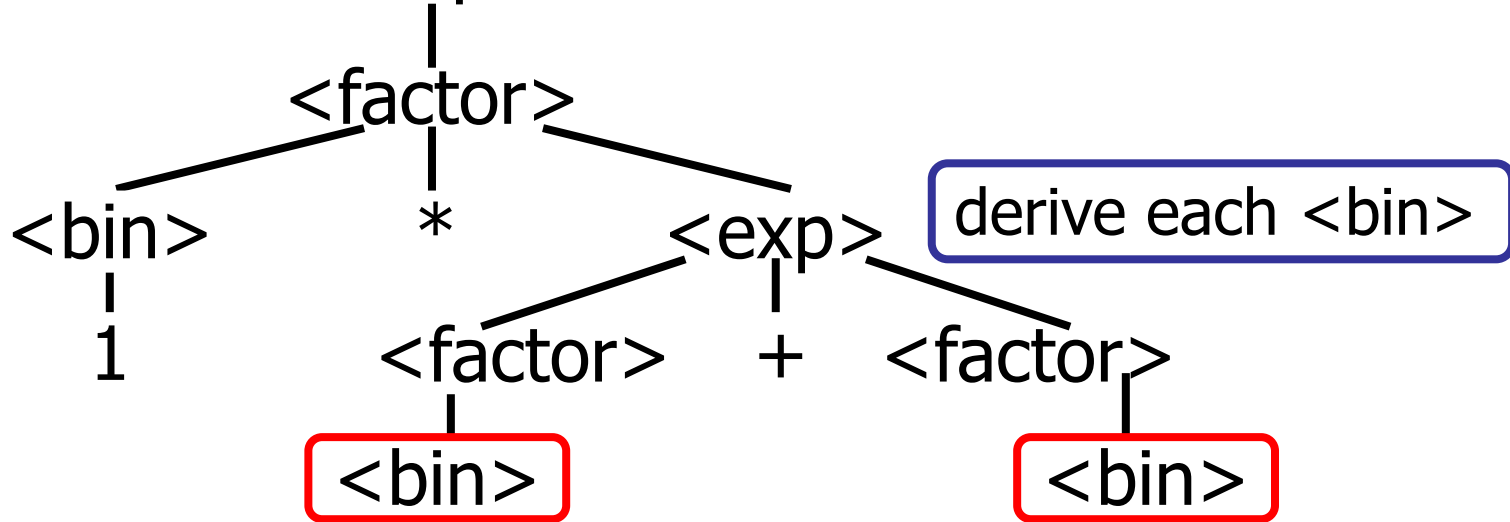 <factor>
<bin> * <exp> derive each <bin>
1 <factor> + <factor>
<bin> <bin>